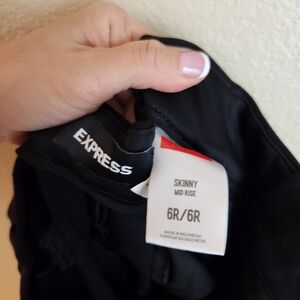 EXPRESS
SKINNY
MID RISE
6R/6R
MADE IN INDONESIA
FABRIQUÉ EN INDONÉSIE